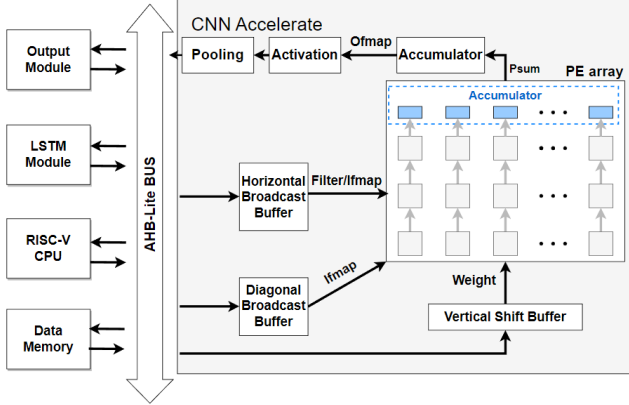 CNN Accelerate
Output
Module
LSTM
Module
RISC-V
CPU
Data
Memory
AHB-Lite BUS
Pooling
Activation
Ofmap
Accumulator
Psum
PE array
Accumulator
Horizontal
Broadcast
Buffer
Filter/Ifmap
Diagonal
Broadcast
Buffer
Ifmap
Weight
Vertical Shift Buffer